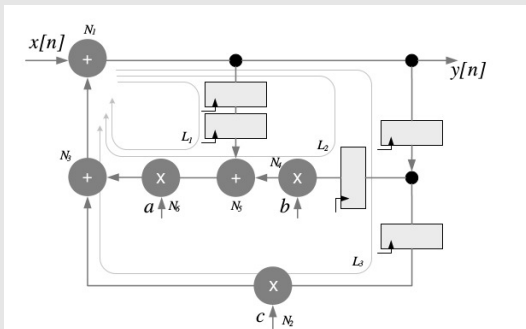 N₁
x[n] + y[n]
L₁ L₂
N₃ N₄
+ x + x
a N₆ N₅ b
L₃
x
c N₂